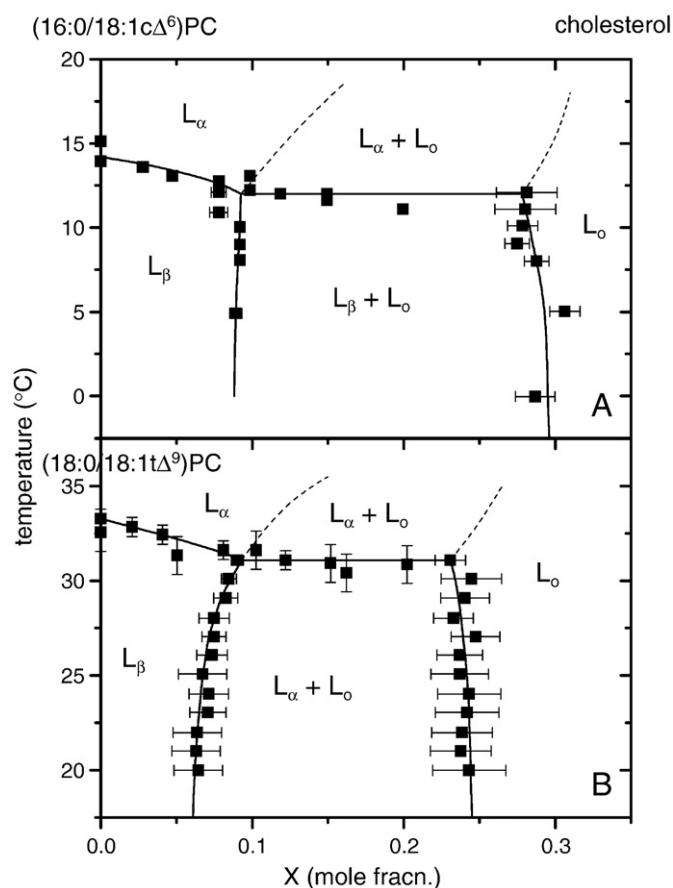 (16:0/18:1cΔ⁶)PC cholesterol
20
Lα
Lα + Lo
15
Lo
10
Lβ
Lβ + Lo
5
0
A
temperature (°C)
(18:0/18:1tΔ⁹)PC
35
Lα
Lα + Lo
Lo
30
Lβ
Lα + Lo
25
20
B
0.0 0.1 0.2 0.3
X (mole fracn.)